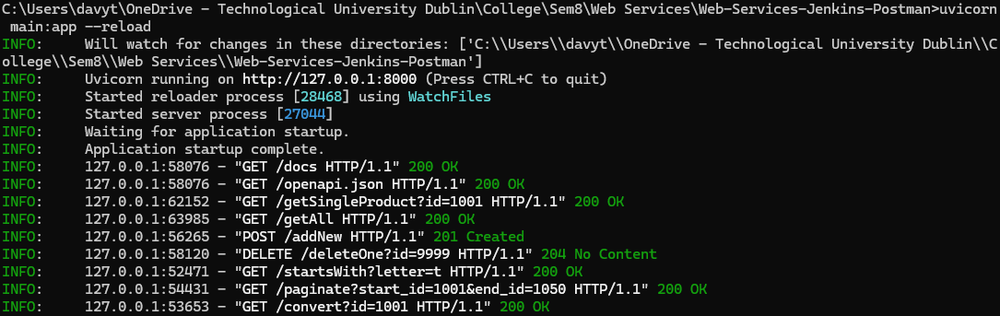 C:\Users\davyt\OneDrive - Technological University Dublin\College\Sem8\Web Services\Web-Services-Jenkins-Postman>uvicorn
 main:app --reload
INFO:     Will watch for changes in these directories: ['C:\\Users\\davyt\\OneDrive - Technological University Dublin\\C
ollege\\Sem8\\Web Services\\Web-Services-Jenkins-Postman']
INFO:     Uvicorn running on http://127.0.0.1:8000 (Press CTRL+C to quit)
INFO:     Started reloader process [28468] using WatchFiles
INFO:     Started server process [27044]
INFO:     Waiting for application startup.
INFO:     Application startup complete.
INFO:     127.0.0.1:58076 - "GET /docs HTTP/1.1" 200 OK
INFO:     127.0.0.1:58076 - "GET /openapi.json HTTP/1.1" 200 OK
INFO:     127.0.0.1:62152 - "GET /getSingleProduct?id=1001 HTTP/1.1" 200 OK
INFO:     127.0.0.1:63985 - "GET /getAll HTTP/1.1" 200 OK
INFO:     127.0.0.1:56265 - "POST /addNew HTTP/1.1" 201 Created
INFO:     127.0.0.1:58120 - "DELETE /deleteOne?id=9999 HTTP/1.1" 204 No Content
INFO:     127.0.0.1:52471 - "GET /startsWith?letter=t HTTP/1.1" 200 OK
INFO:     127.0.0.1:54431 - "GET /paginate?start_id=1001&end_id=1050 HTTP/1.1" 200 OK
INFO:     127.0.0.1:53653 - "GET /convert?id=1001 HTTP/1.1" 200 OK